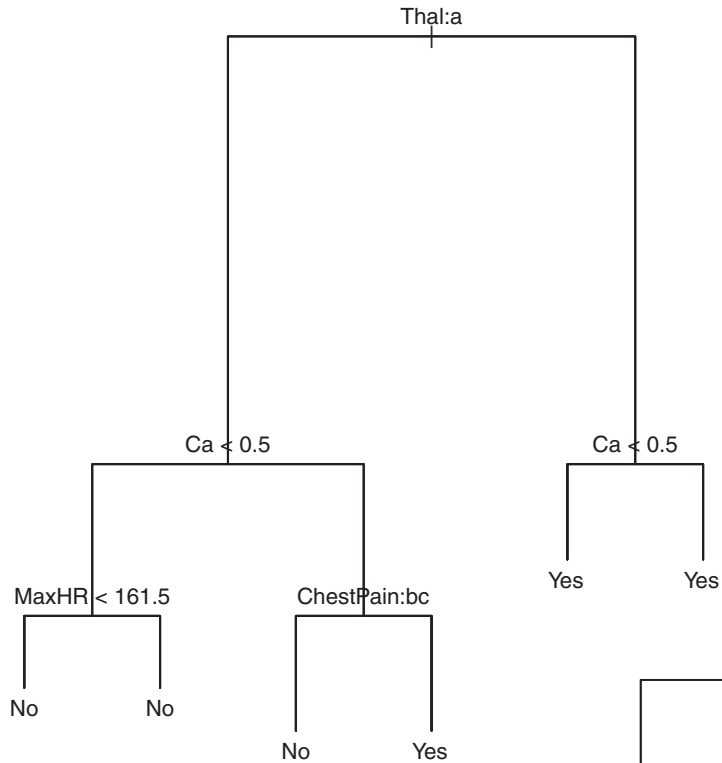 Thal:a
Ca < 0.5
Ca < 0.5
Yes
Yes
MaxHR < 161.5
ChestPain:bc
No
No
No
Yes